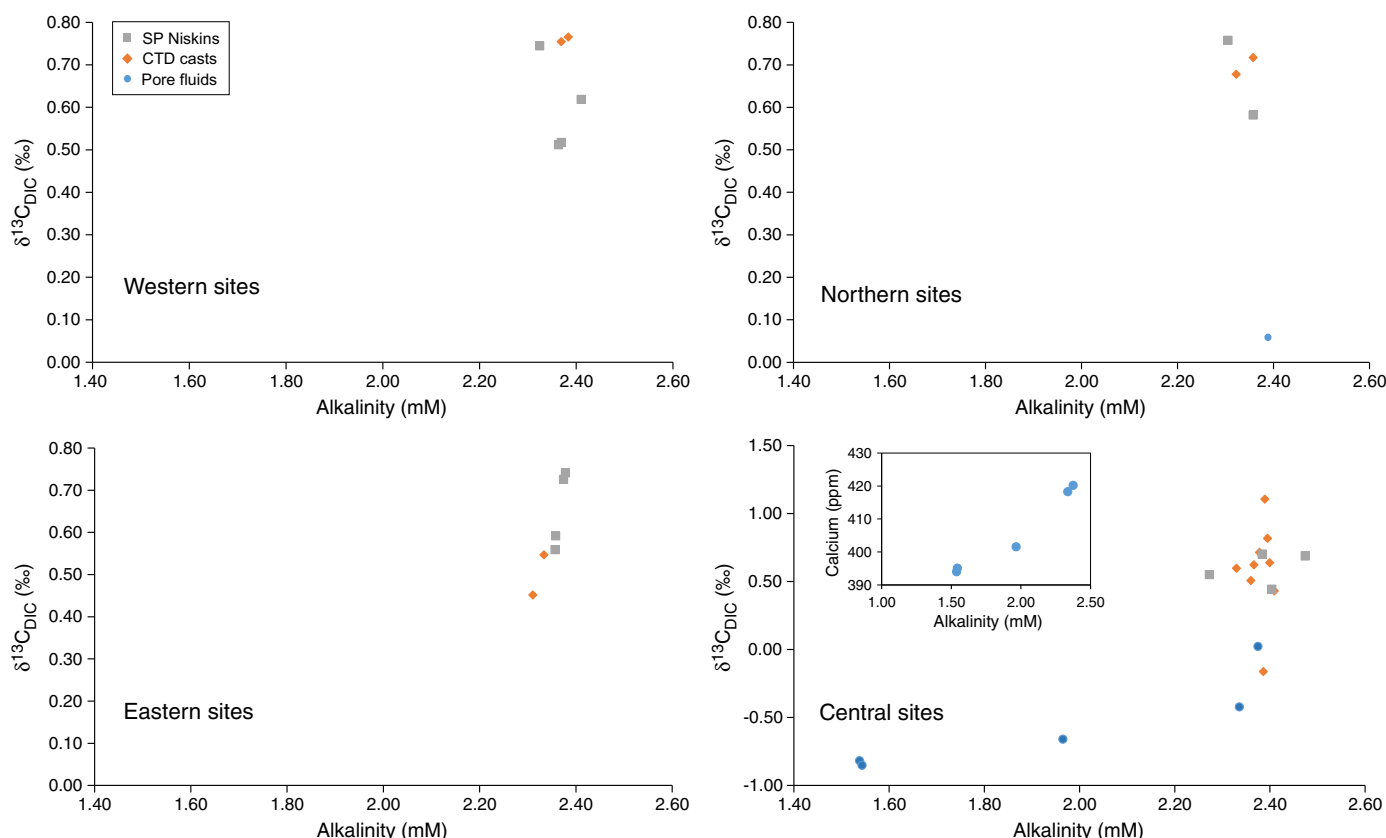 0.80
0.70
0.60
0.50
0.40
0.30
0.20
0.10
0.00
δ13CDIC (‰)
SP Niskins
CTD casts
Pore fluids
Western sites
1.40 1.60 1.80 2.00 2.20 2.40 2.60
Alkalinity (mM)
0.80
0.70
0.60
0.50
0.40
0.30
0.20
0.10
0.00
δ13CDIC (‰)
Northern sites
1.40 1.60 1.80 2.00 2.20 2.40 2.60
Alkalinity (mM)
0.80
0.70
0.60
0.50
0.40
0.30
0.20
0.10
0.00
δ13CDIC (‰)
Eastern sites
1.40 1.60 1.80 2.00 2.20 2.40 2.60
Alkalinity (mM)
1.50
1.00
0.50
0.00
-0.50
-1.00
δ13CDIC (‰)
430
420
410
400
390
Calcium (ppm)
1.00 1.50 2.00 2.50
Alkalinity (mM)
Central sites
1.40 1.60 1.80 2.00 2.20 2.40 2.60
Alkalinity (mM)